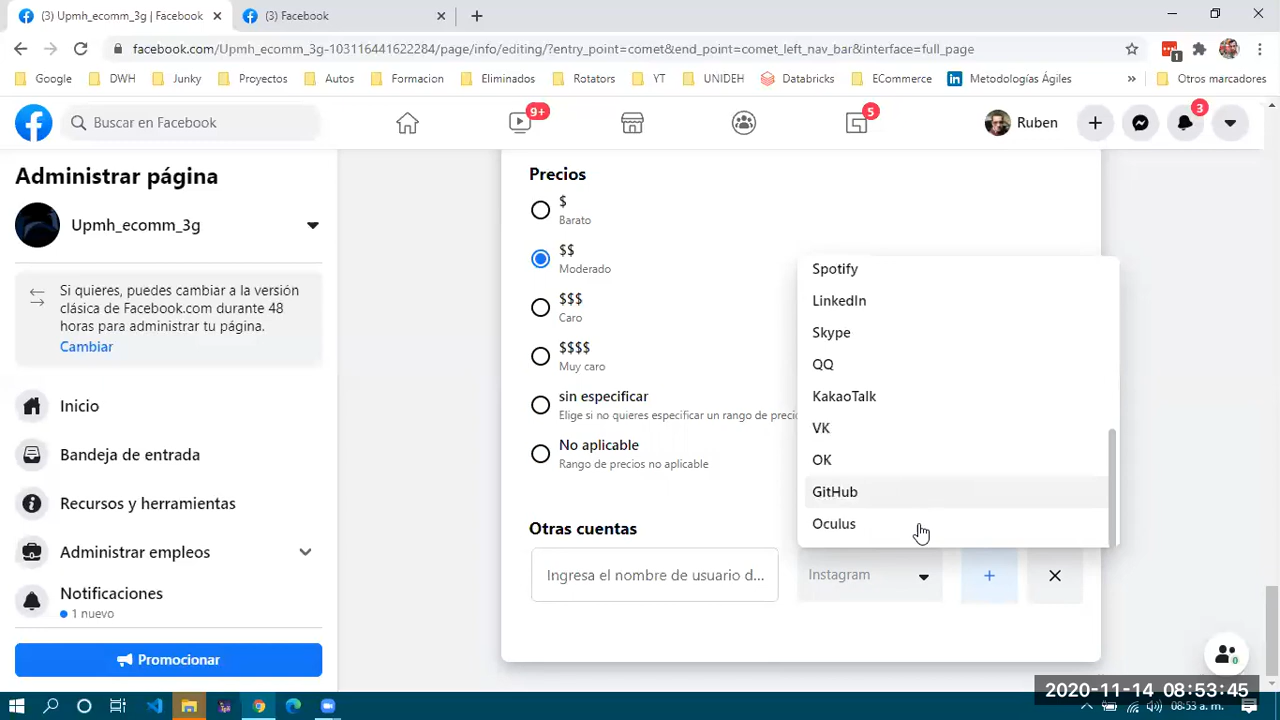 (3) Upmh_ecomm_3g | Facebook
(3) Facebook
facebook.com/Upmh_ecomm_3g-103116441622284/page/info/editing/?entry_point=comet&end_point=comet_left_nav_bar&interface=full_page
1
Google
DWH
Junky
Proyectos
Autos
Formacion
Eliminados
Rotators
YT
UNIDEH
Databricks
ECommerce
Metodologías Ágiles
»
Otros marcadores
Buscar en Facebook
9+
5
Ruben
3
Administrar página
Upmh_ecomm_3g
Si quieres, puedes cambiar a la versión
clásica de Facebook.com durante 48
horas para administrar tu página.
Cambiar
Inicio
Bandeja de entrada
Recursos y herramientas
Administrar empleos
Notificaciones
1 nuevo
Promocionar
Precios
$
Barato
$$
Moderado
$$$
Caro
$$$$
Muy caro
sin especificar
Elige si no quieres especificar un rango de precio
No aplicable
Rango de precios no aplicable
Spotify
LinkedIn
Skype
QQ
KakaoTalk
VK
OK
GitHub
Oculus
Otras cuentas
Ingresa el nombre de usuario d...
Instagram
0
2020-11-14 08:53:45
08:53 a. m.